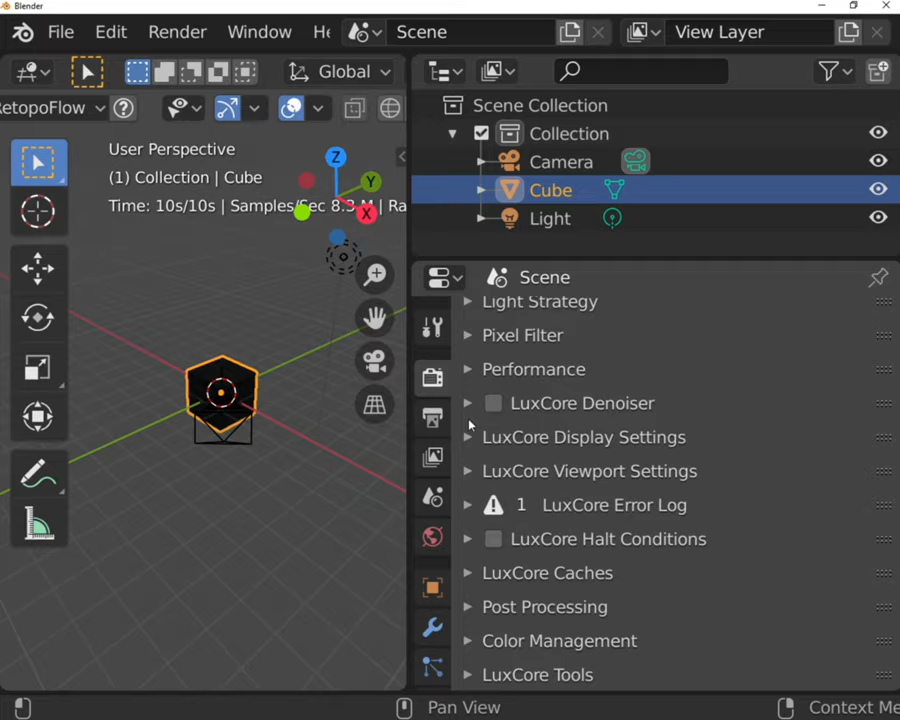 Blender
File Edit Render Window He Scene View Layer
Global
RetopoFlow
User Perspective
(1) Collection | Cube
Time: 10s/10s | Samples/Sec 8.3 M | Ra
Z
Y
X
Scene Collection
Collection
Camera
Cube
Light
Scene
Light Strategy
Pixel Filter
Performance
LuxCore Denoiser
LuxCore Display Settings
LuxCore Viewport Settings
1 LuxCore Error Log
LuxCore Halt Conditions
LuxCore Caches
Post Processing
Color Management
LuxCore Tools
Pan View
Context Me